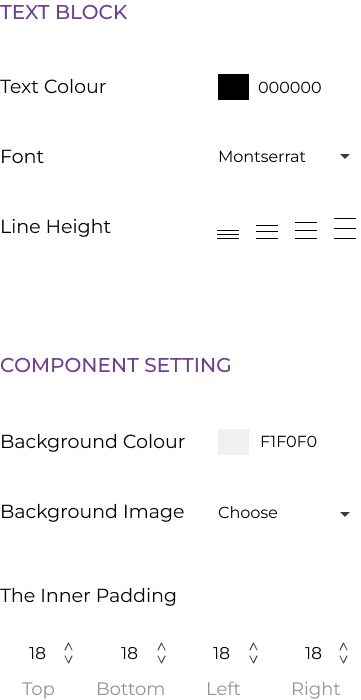 TEXT BLOCK
Text Colour 000000
Font Montserrat
Line Height
COMPONENT SETTING
Background Colour F1F0F0
Background Image Choose
The Inner Padding
18 18 18 18
Top Bottom Left Right